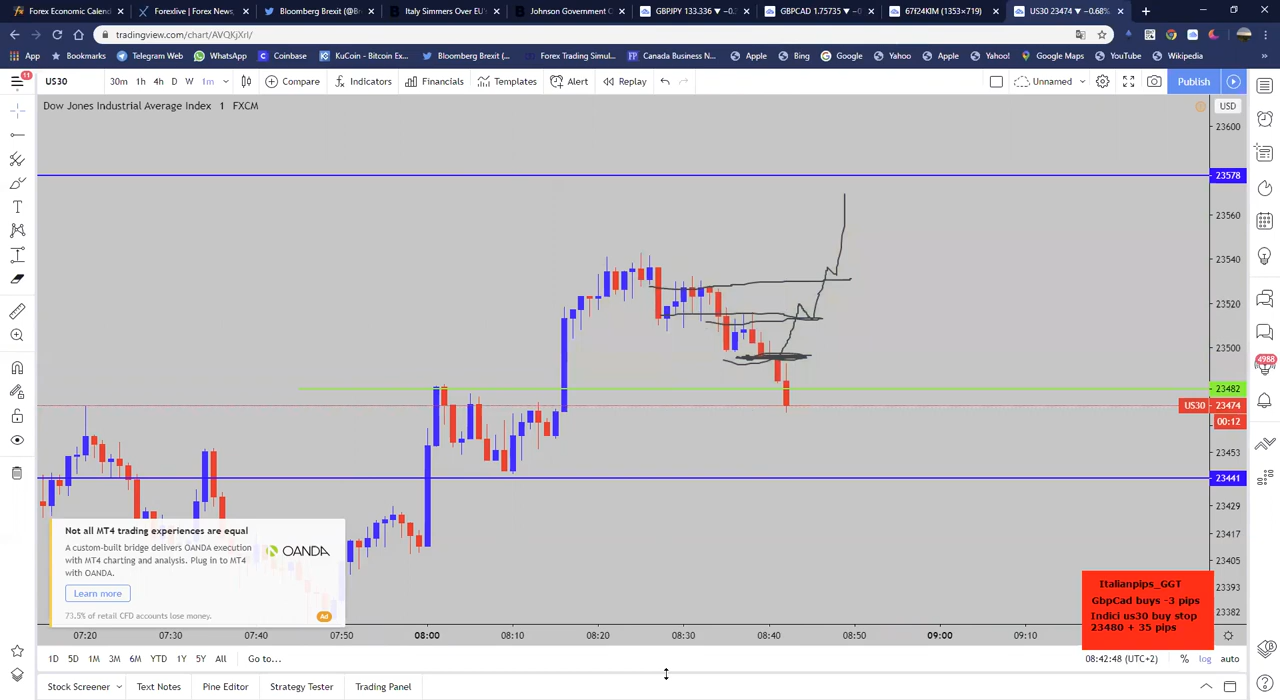 Forex Economic Calend
Forexlive | Forex News,
Bloomberg Brexit (@Br
Italy Simmers Over EU'
Johnson Government C
GBPJPY 133.336 ▼ −0.
GBPCAD 1.75735 ▼ −0
67f24KIM (1353×719)
US30 23474 ▼ −0.68%
tradingview.com/chart/AVQKjXrI/
App
Booking
Telegram Web
WhatsApp
Coinbase
KuCoin - Bitcoin Ex...
Bloomberg Brexit (...
Forex Trading Simu...
Canada Business N...
Apple
Bing
Google
Yahoo
Apple
Yahoo!
Google Maps
YouTube
Wikipedia
»
11
US30
30m 1h 4h D W 1m
Compare
Indicators
Financials
Templates
Alert
Replay
Unnamed
Publish
Dow Jones Industrial Average Index 1 FXCM
USD
23600
23578
23560
23540
23520
23500
23482
US30 23474
00:12
23453
23441
23429
23417
23405
23393
23382
4988
Not all MT4 trading experiences are equal
A custom-built bridge delivers OANDA execution
with MT4 charting and analysis. Plug in to MT4
with OANDA.
OANDA
Learn more
73.5% of retail CFD accounts lose money.
Ad
Italianpips_GGT
GbpCad buys -3 pips
Indici us30 buy stop
23480 + 35 pips
07:20 07:30 07:40 07:50 08:00 08:10 08:20 08:30 08:40 08:50 09:00 09:10
1D 5D 1M 3M 6M YTD 1Y 5Y All Go to...
08:42:48 (UTC+2) % log auto
Stock Screener
Text Notes
Pine Editor
Strategy Tester
Trading Panel